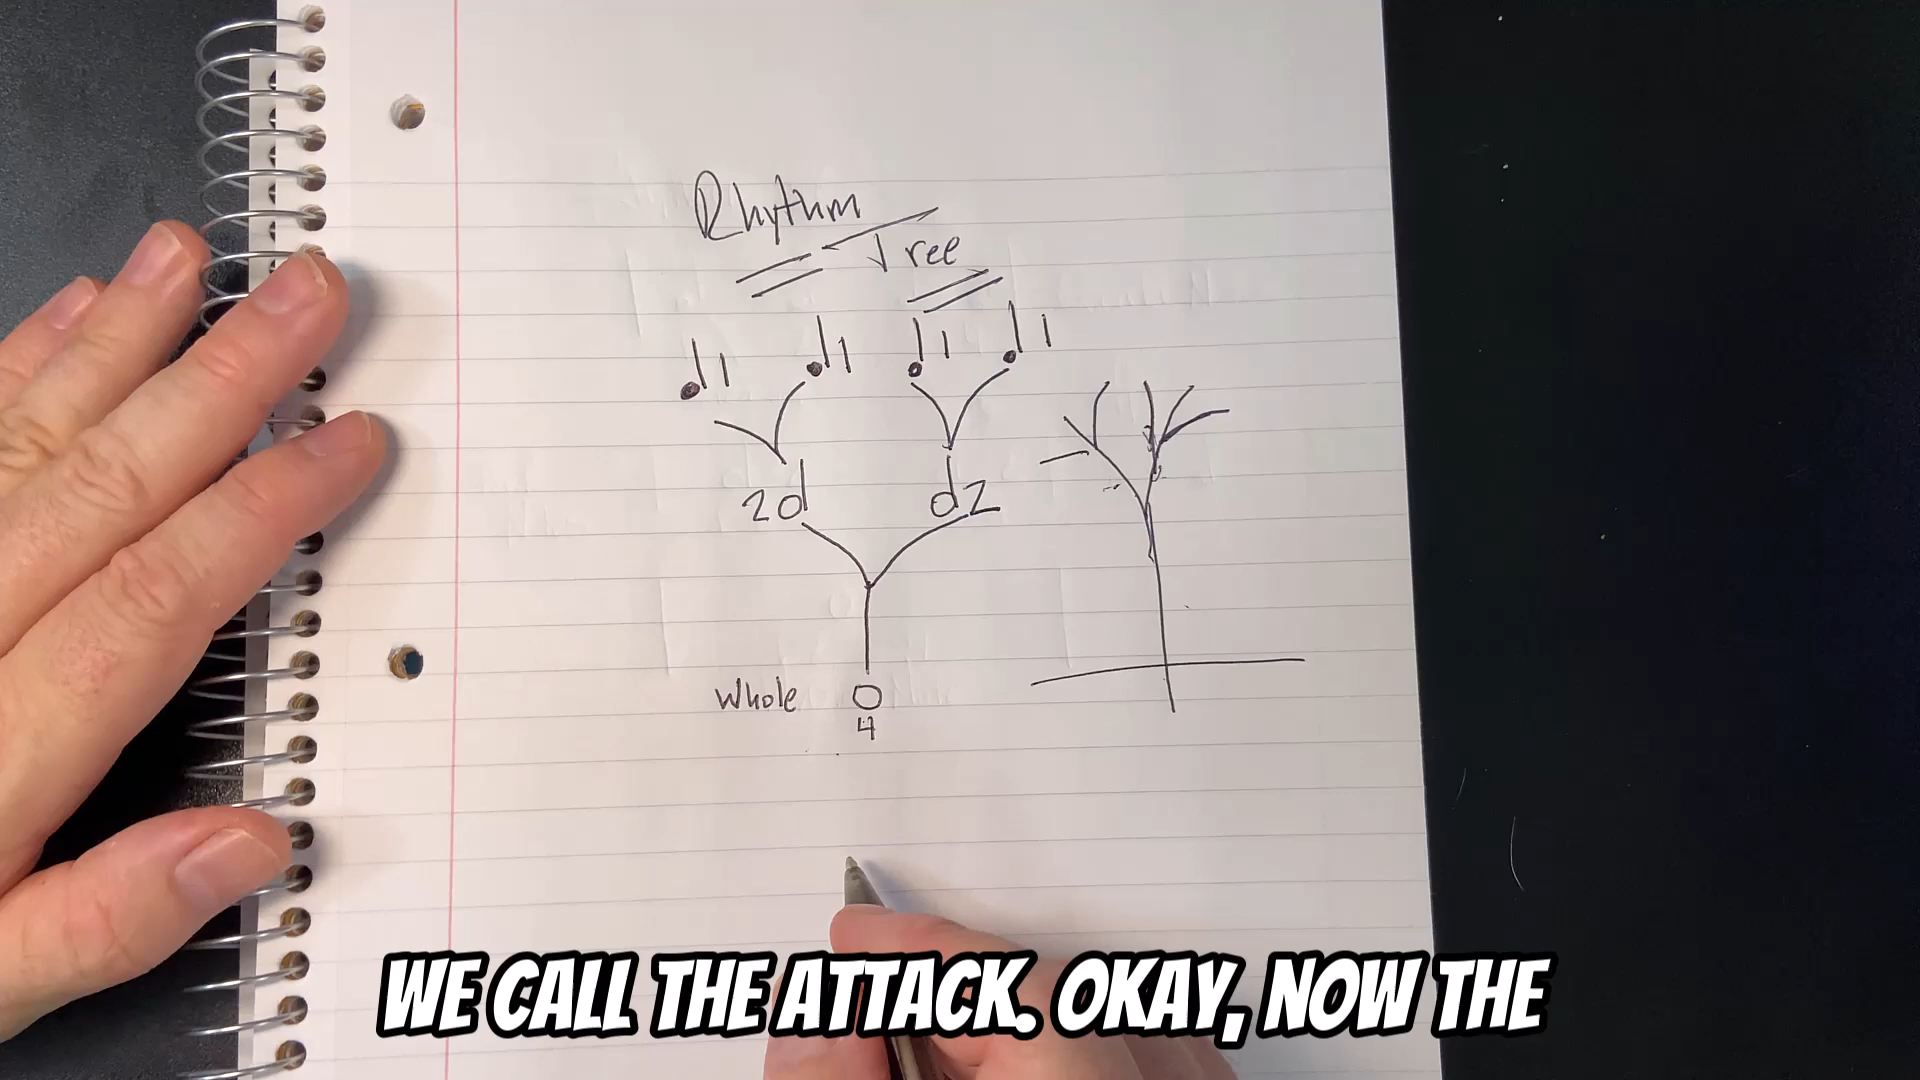 Rhythm
Tree
1 1 1 1
2 2
Whole
4
WE CALL THE ATTACK. OKAY, NOW THE